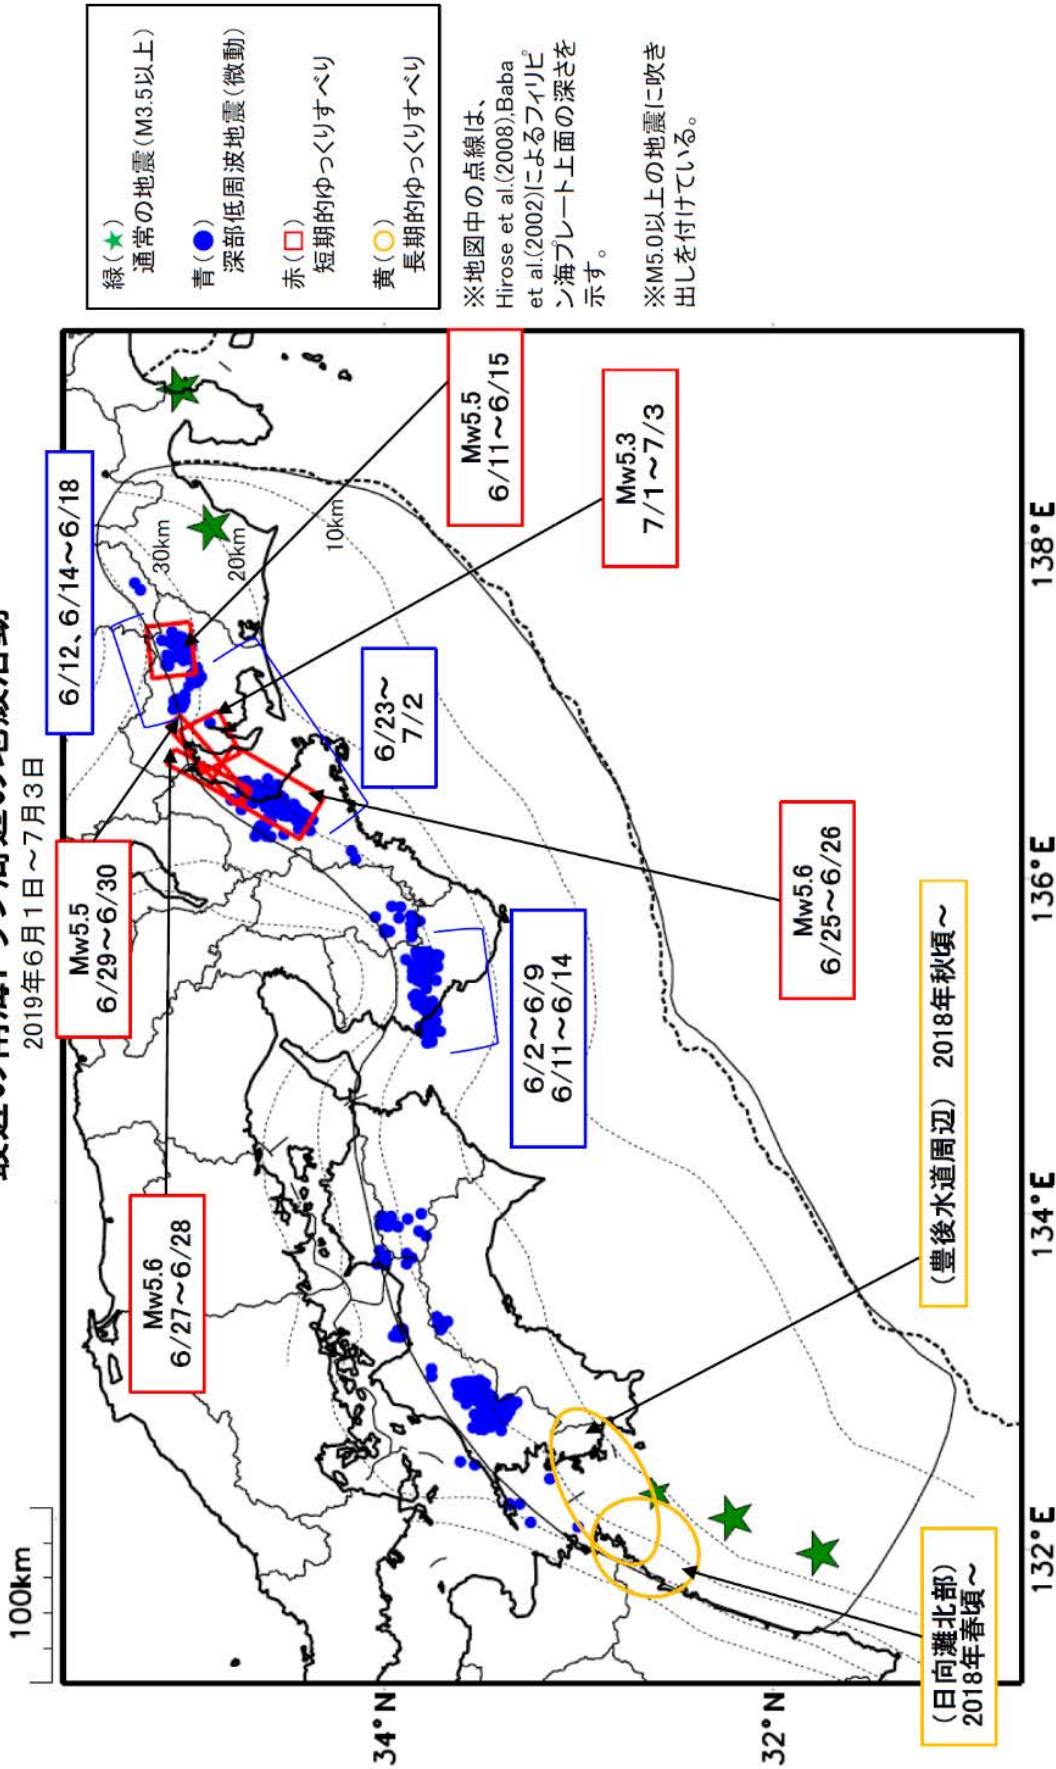 2019年6月1日～7月3日
100km
6/12、6/14～6/18
Mw5.5
6/29～6/30
Mw5.6
6/27～6/28
30km
20km
10km
Mw5.5
6/11～6/15
Mw5.3
7/1～7/3
6/23～
7/2
Mw5.6
6/25～6/26
6/2～6/9
6/11～6/14
(豊後水道周辺) 2018年秋頃～
(日向灘北部)
2018年春頃～
34°N
32°N
132°E
134°E
136°E
138°E
緑(★)
通常の地震(M3.5以上)
青(●)
深部低周波地震(微動)
赤(□)
短期的ゆっくりすべり
黄(○)
長期的ゆっくりすべり
※地図中の点線は、
Hirose et al.(2008),Baba
et al.(2002)によるフィリピ
ン海プレート上面の深さを
示す。
※M5.0以上の地震に吹き
出しを付けている。